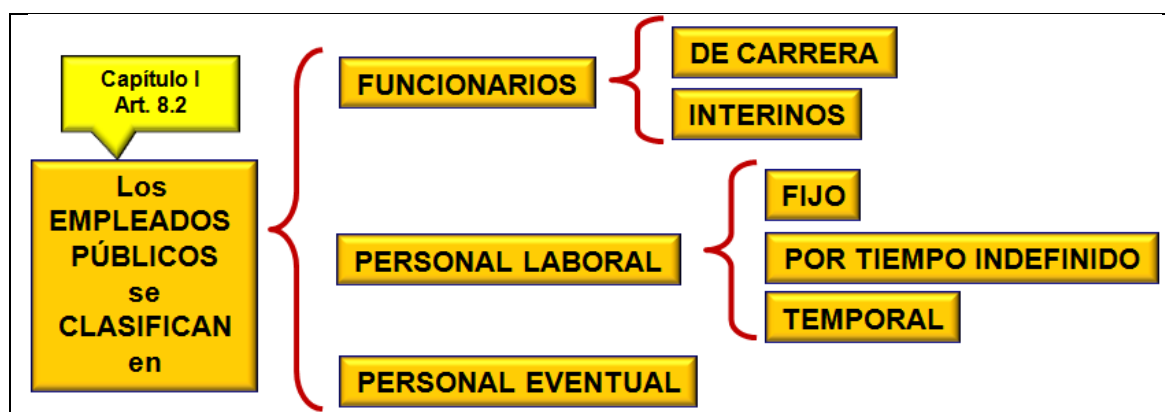 Capítulo I
Art. 8.2
Los
EMPLEADOS
PÚBLICOS
se
CLASIFICAN
en
FUNCIONARIOS
DE CARRERA
INTERINOS
PERSONAL LABORAL
FIJO
POR TIEMPO INDEFINIDO
TEMPORAL
PERSONAL EVENTUAL